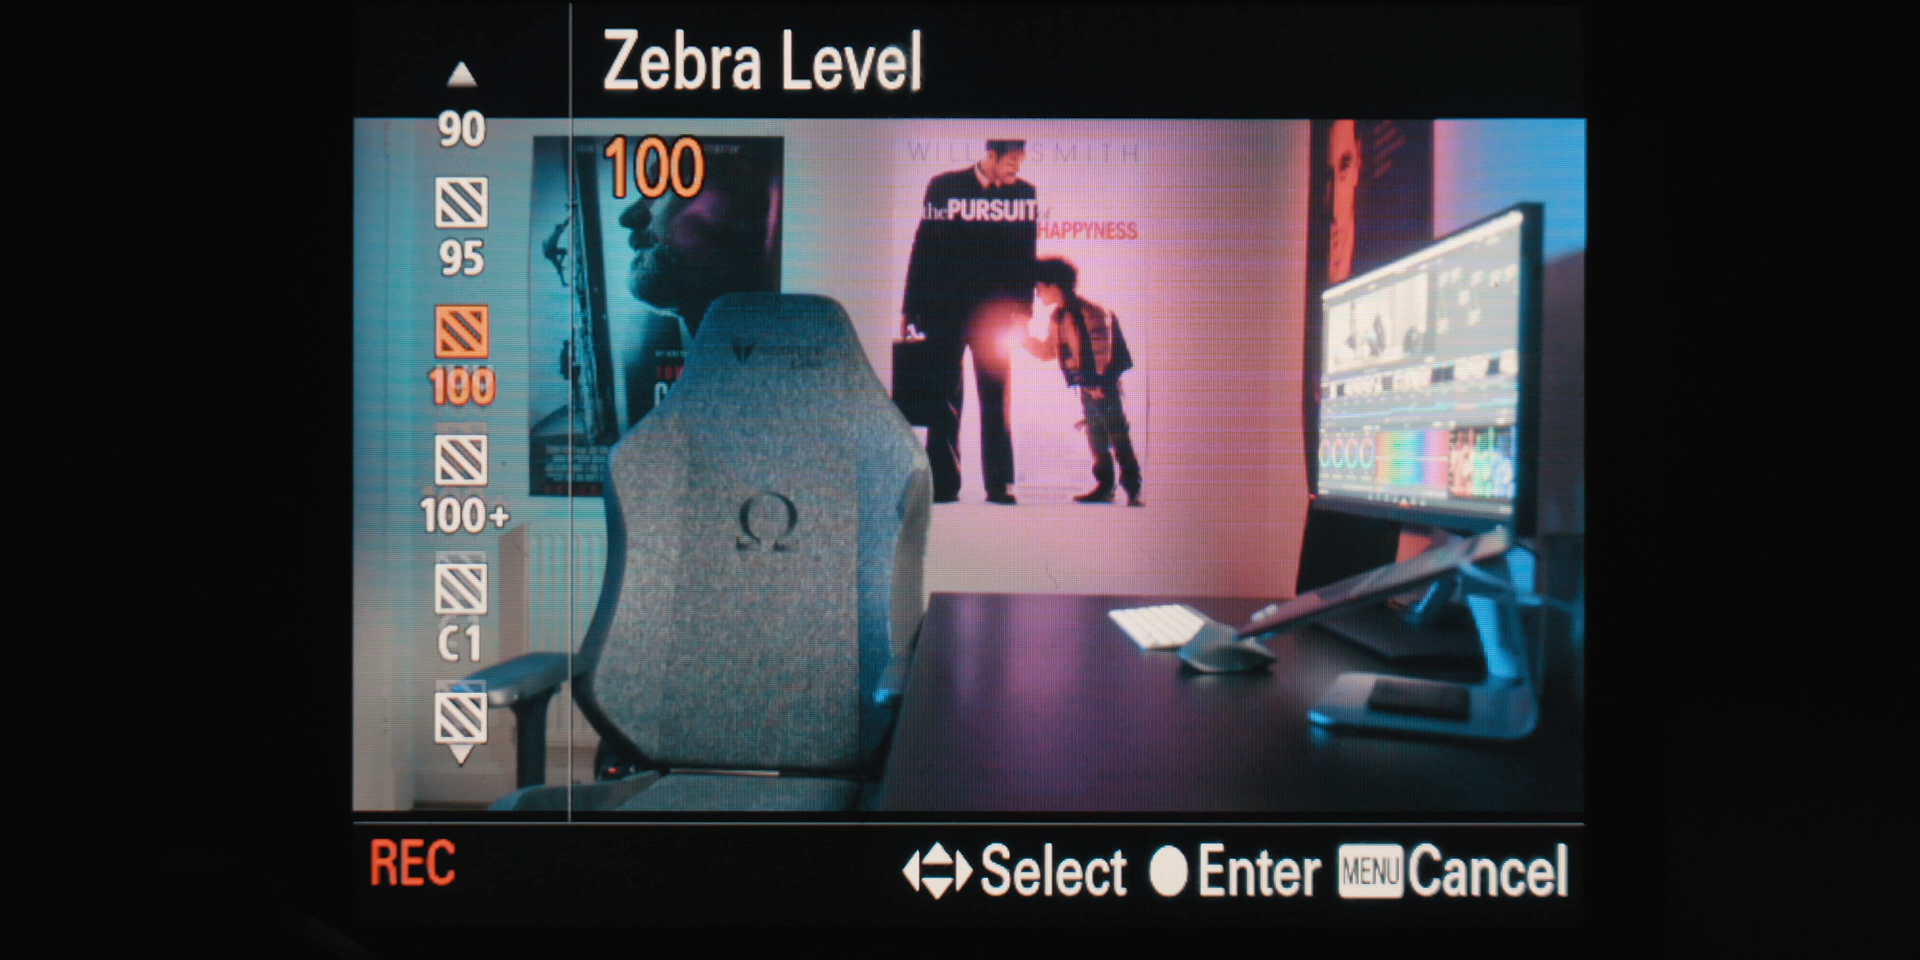 Zebra Level
90
100
95
100
100+
C1
WILL SMITH
the PURSUIT of
HAPPYNESS
Ω
REC
Select Enter MENU Cancel